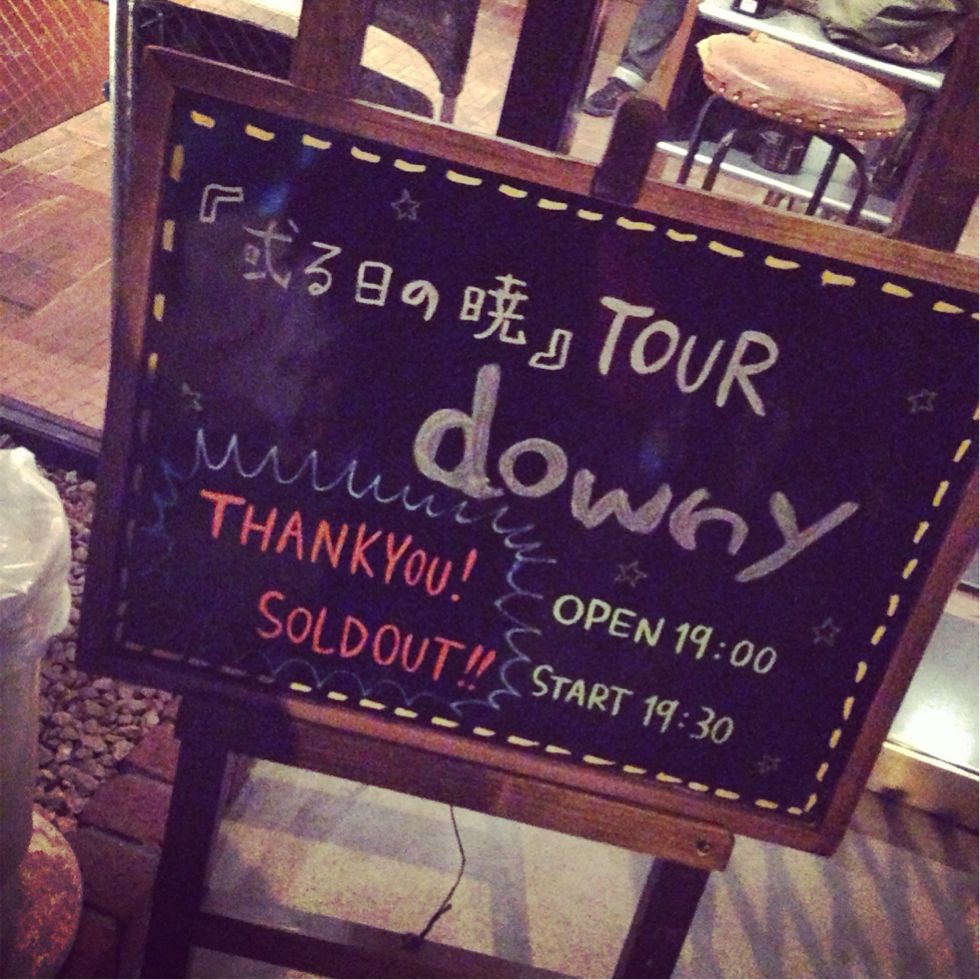 『或る日の暁』TOUR
downy
THANKYOU!
SOLDOUT!!
OPEN 19:00
START 19:30